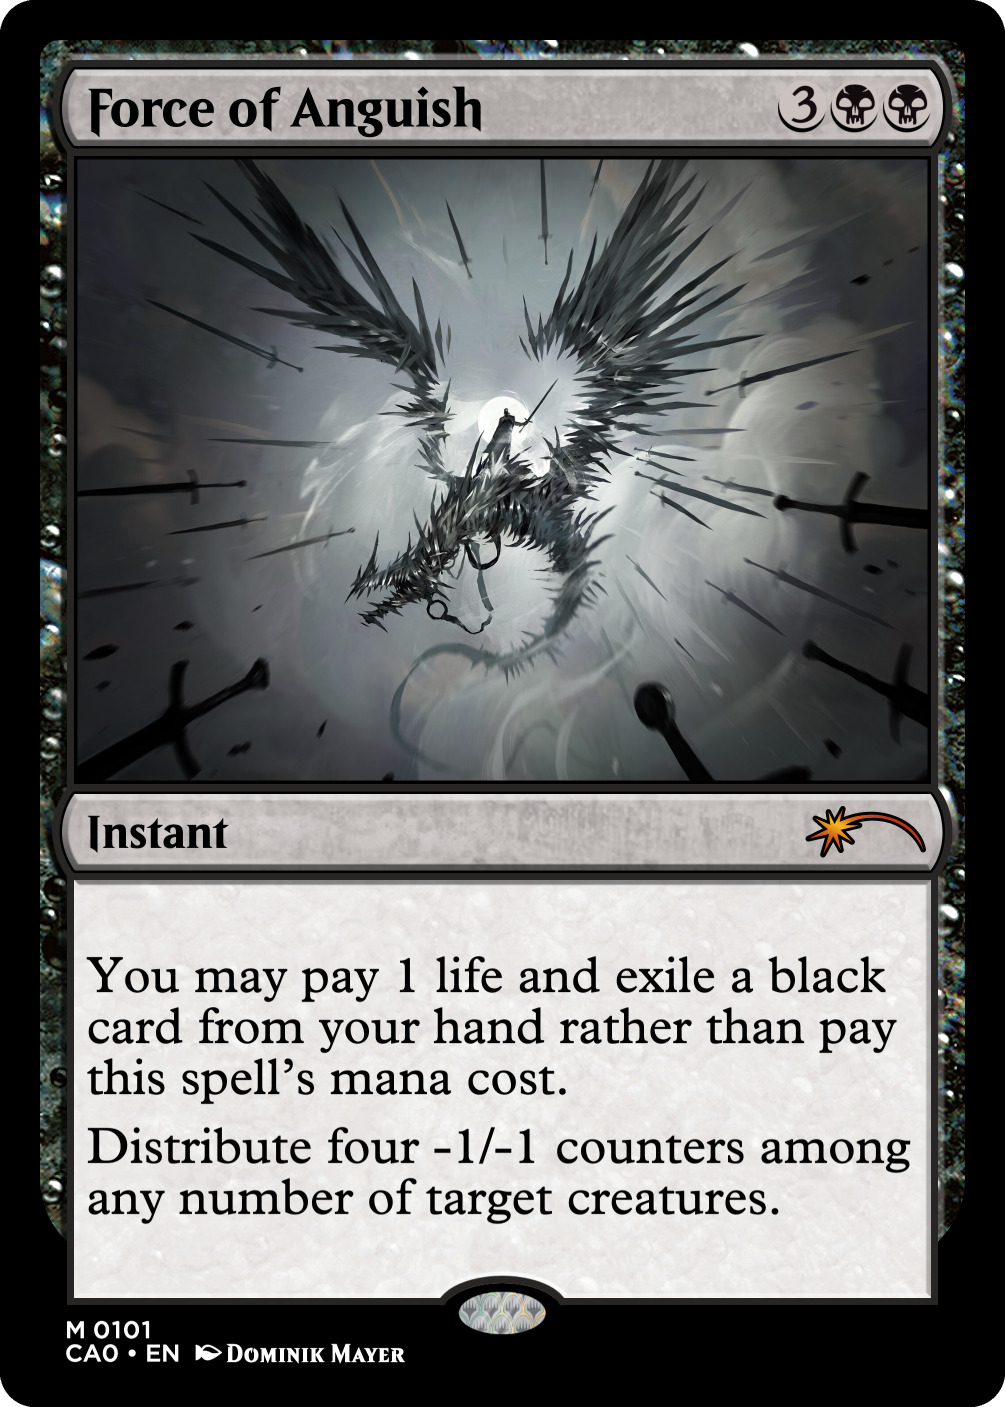 Force of Anguish 3
Instant
You may pay 1 life and exile a black
card from your hand rather than pay
this spell's mana cost.
Distribute four -1/-1 counters among
any number of target creatures.
M 0101
CAO • EN DOMINIK MAYER